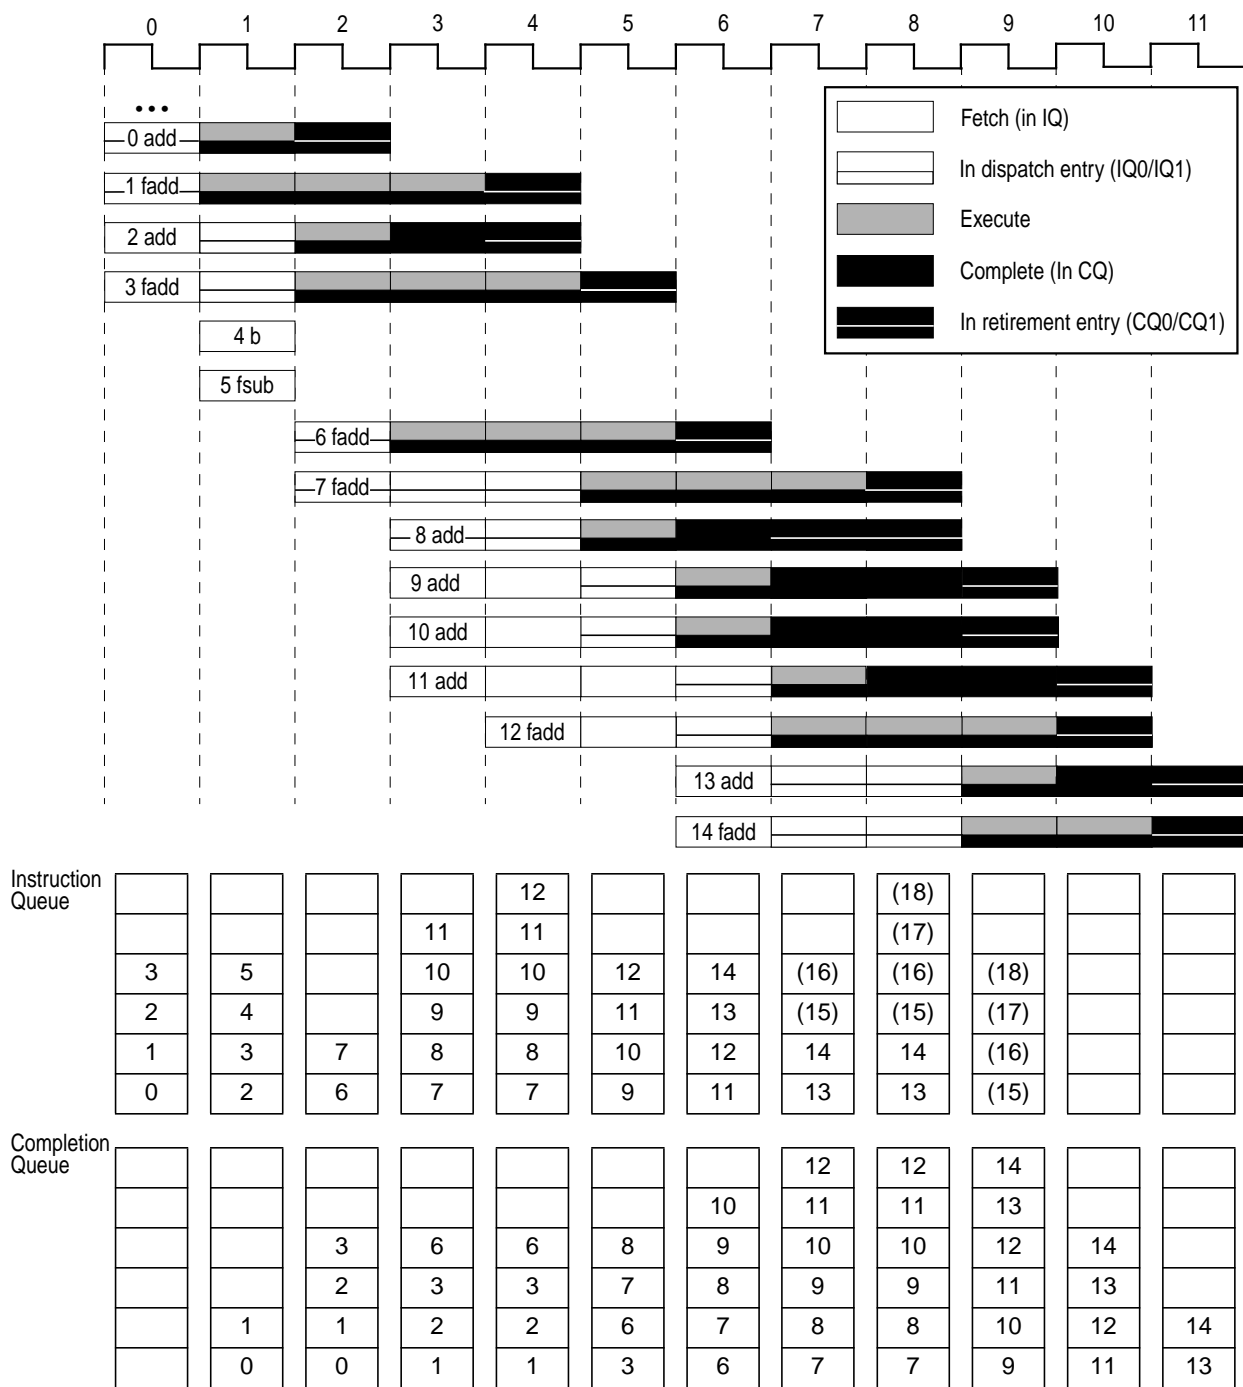 0 1 2 3 4 5 6 7 8 9 10 11
...
0 add
1 fadd
2 add
3 fadd
4 b
5 fsub
6 fadd
7 fadd
8 add
9 add
10 add
11 add
12 fadd
13 add
14 fadd
Fetch (in IQ)
In dispatch entry (IQ0/IQ1)
Execute
Complete (In CQ)
In retirement entry (CQ0/CQ1)
Instruction
Queue
12 (18)
11 11 (17)
3 5 10 10 12 14 (16) (16) (18)
2 4 9 9 11 13 (15) (15) (17)
1 3 7 8 8 10 12 14 14 (16)
0 2 6 7 7 9 11 13 13 (15)
Completion
Queue
12 12 14
10 11 11 13
3 6 6 8 9 10 10 12 14
2 3 3 7 8 9 9 11 13
1 1 2 2 6 7 8 8 10 12 14
0 0 1 1 3 6 7 7 9 11 13